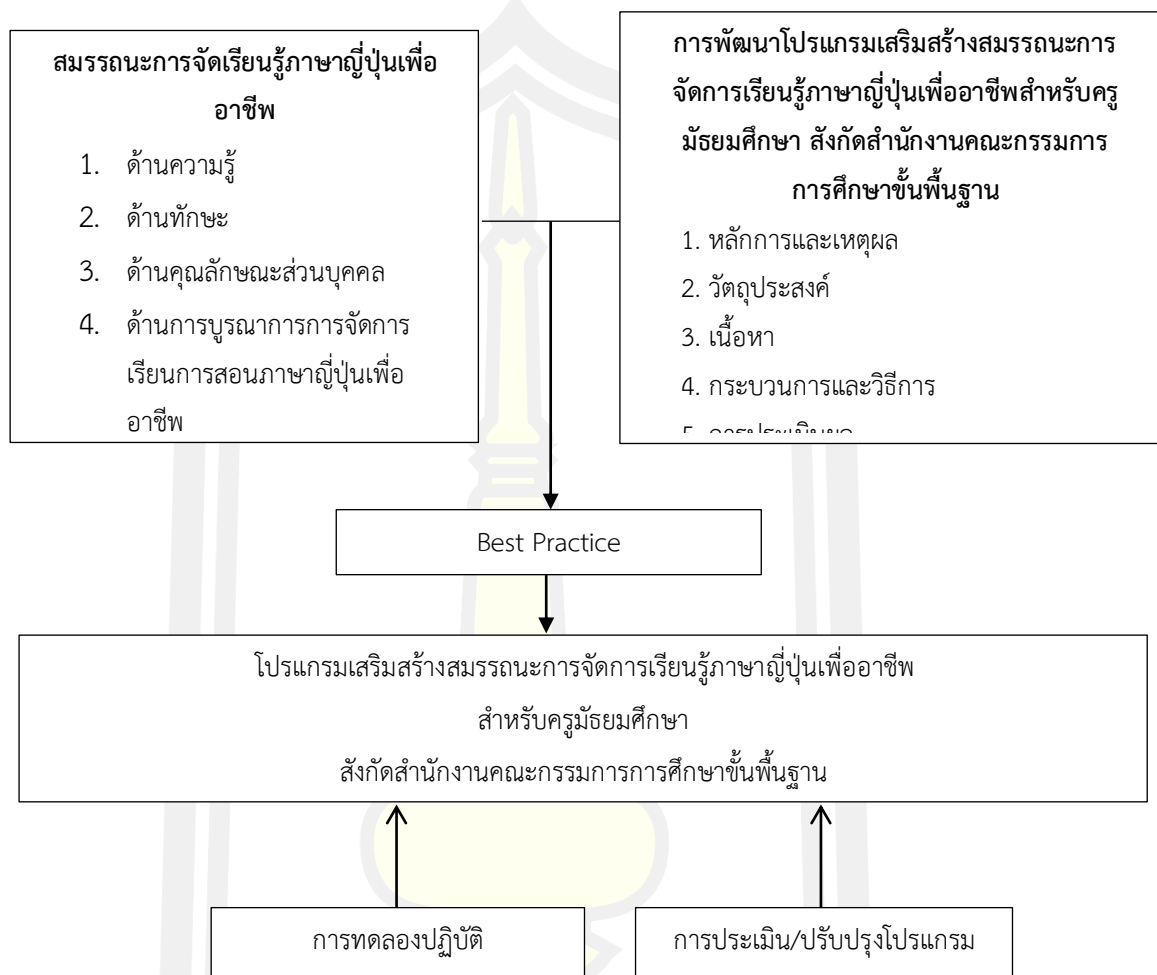 สมรรถนะการจัดเรียนรู้ภาษาญี่ปุ่นเพื่อ
อาชีพ
1. ด้านความรู้
2. ด้านทักษะ
3. ด้านคุณลักษณะส่วนบุคคล
4. ด้านการบูรณาการการจัดการ
เรียนการสอนภาษาญี่ปุ่นเพื่อ
อาชีพ
การพัฒนาโปรแกรมเสริมสร้างสมรรถนะการ
จัดการเรียนรู้ภาษาญี่ปุ่นเพื่ออาชีพสำหรับครู
มัธยมศึกษา สังกัดสำนักงานคณะกรรมการ
การศึกษาขั้นพื้นฐาน
1. หลักการและเหตุผล
2. วัตถุประสงค์
3. เนื้อหา
4. กระบวนการและวิธีการ
Best Practice
โปรแกรมเสริมสร้างสมรรถนะการจัดการเรียนรู้ภาษาญี่ปุ่นเพื่ออาชีพ
สำหรับครูมัธยมศึกษา
สังกัดสำนักงานคณะกรรมการการศึกษาขั้นพื้นฐาน
การทดลองปฏิบัติ
การประเมิน/ปรับปรุงโปรแกรม